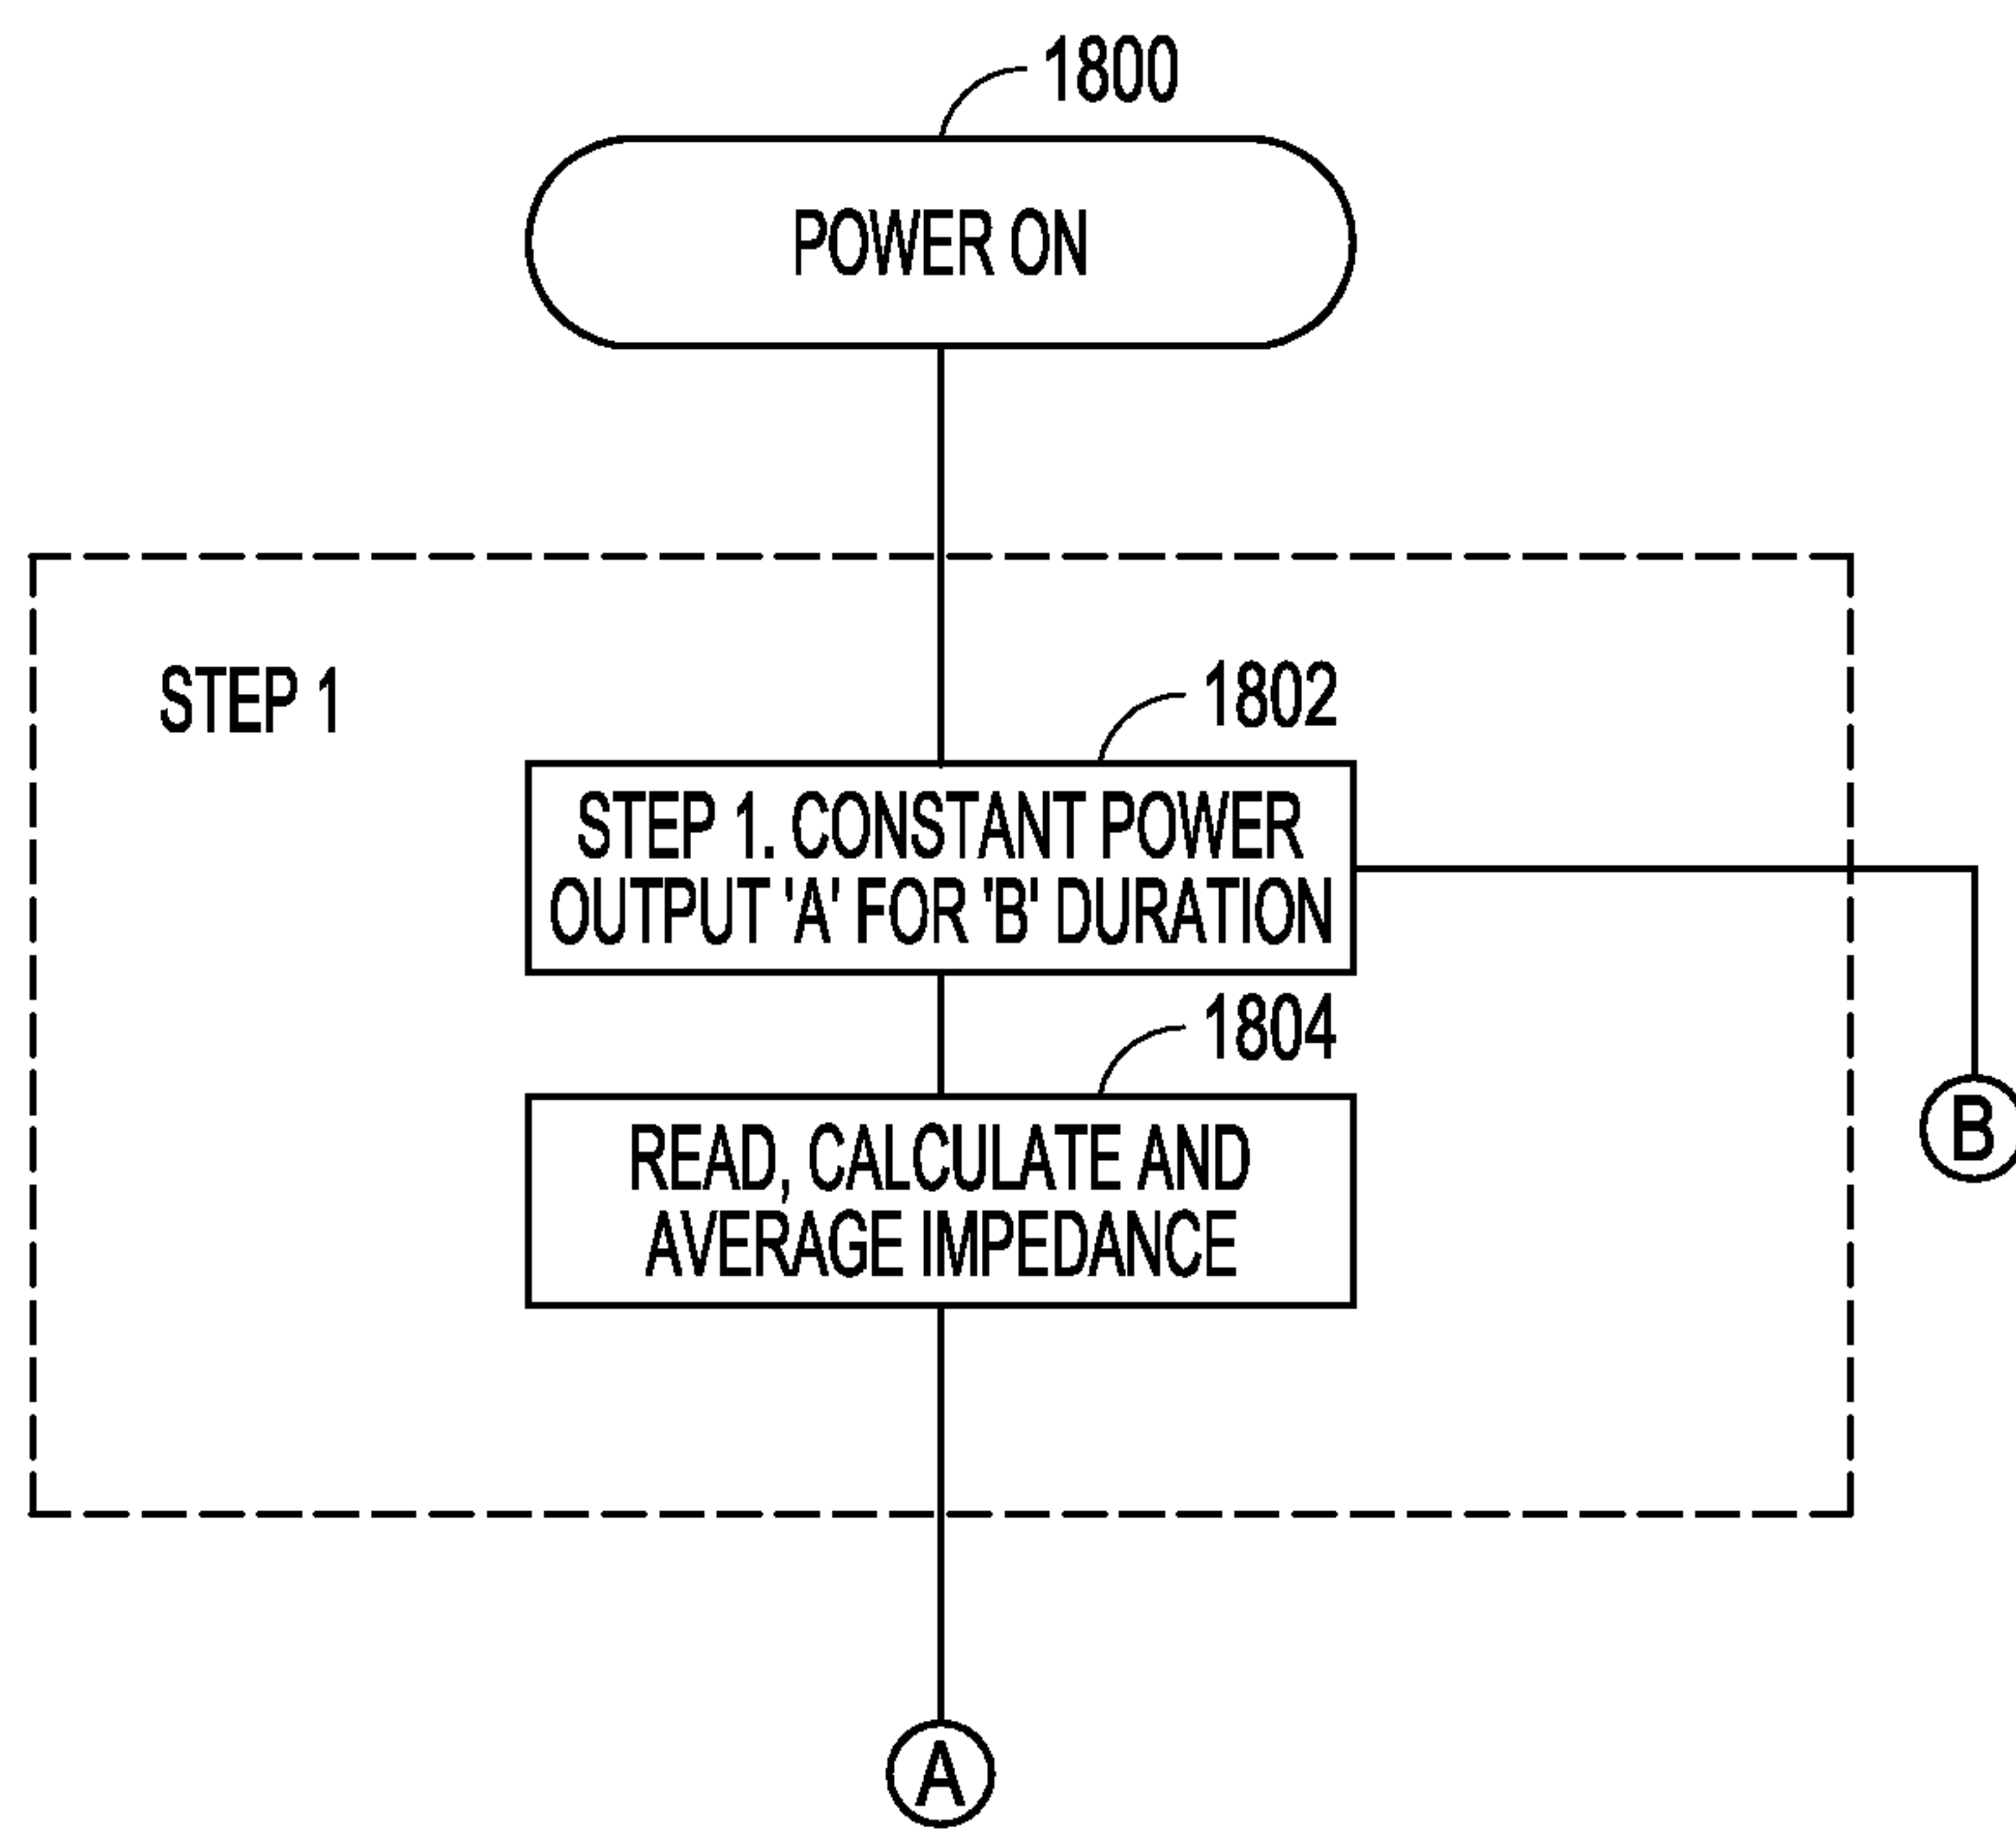 1800
POWER ON
STEP 1
1802
STEP 1. CONSTANT POWER
OUTPUT 'A' FOR 'B' DURATION
1804
READ, CALCULATE AND
AVERAGE IMPEDANCE
B
A